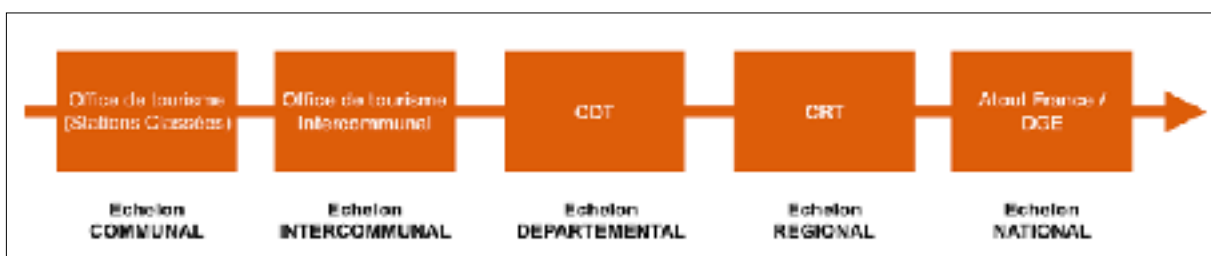 Office de tourisme
(Stations Classées)
Office de tourisme
Intercommunal
CDT
CRT
Atout France /
DGE
Echelon
COMMUNAL
Echelon
INTERCOMMUNAL
Echelon
DEPARTEMENTAL
Echelon
REGIONAL
Echelon
NATIONAL